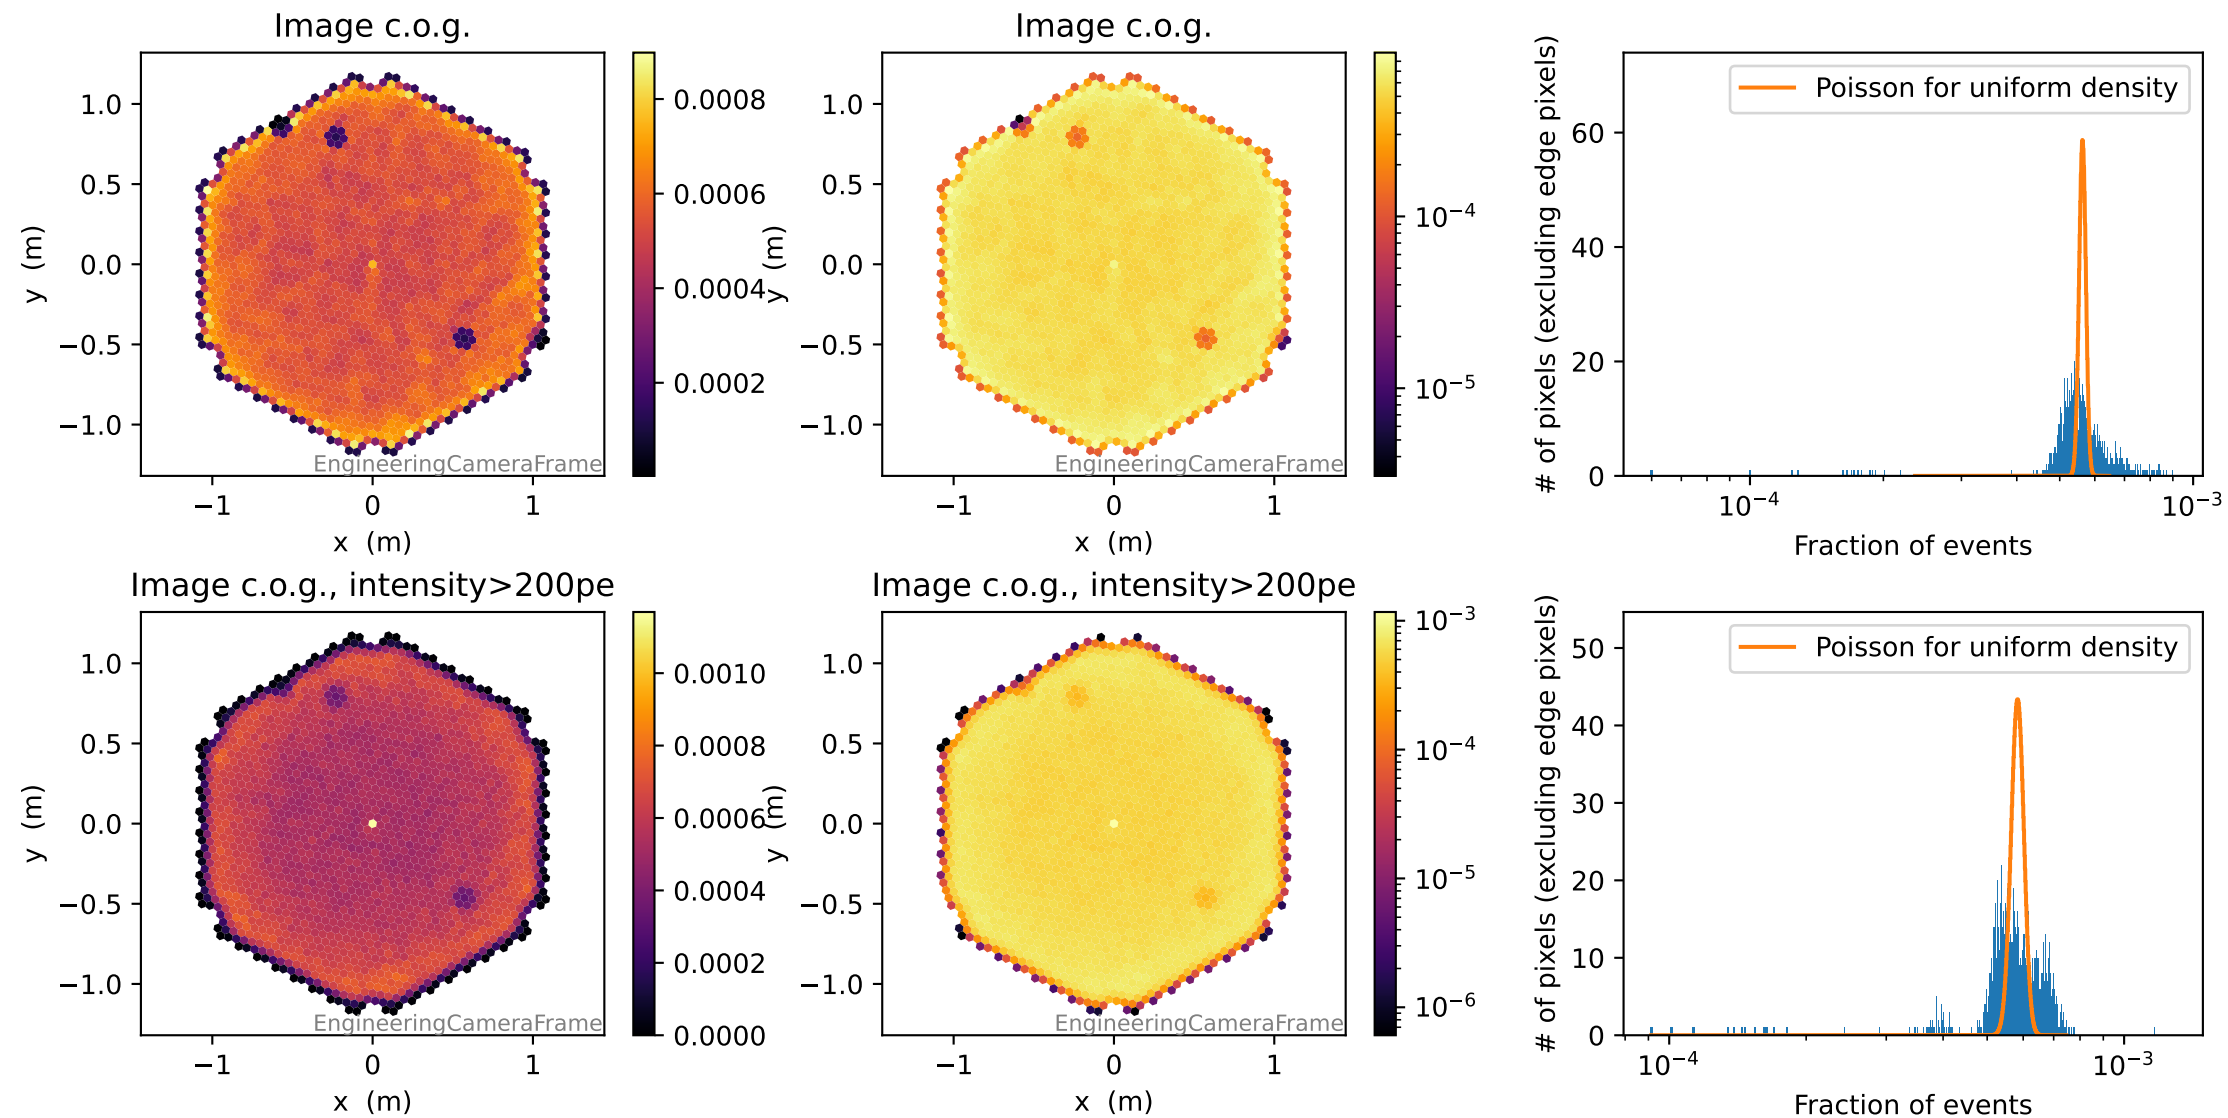 Image c.o.g.
y (m)
1.0
0.5
0.0
−0.5
−1.0
−1
0
1
x (m)
EngineeringCameraFrame
0.0008
0.0006
0.0004
0.0002
Image c.o.g.
y (m)
1.0
0.5
0.0
−0.5
−1.0
−1
0
1
x (m)
EngineeringCameraFrame
10⁻⁴
10⁻⁵
# of pixels (excluding edge pixels)
60
40
20
0
Poisson for uniform density
10⁻⁴
10⁻³
Fraction of events
Image c.o.g., intensity>200pe
y (m)
1.0
0.5
0.0
−0.5
−1.0
−1
0
1
x (m)
EngineeringCameraFrame
0.0010
0.0008
0.0006
0.0004
0.0002
0.0000
Image c.o.g., intensity>200pe
y (m)
1.0
0.5
0.0
−0.5
−1.0
−1
0
1
x (m)
EngineeringCameraFrame
10⁻³
10⁻⁴
10⁻⁵
10⁻⁶
# of pixels (excluding edge pixels)
50
40
30
20
10
0
Poisson for uniform density
10⁻⁴
10⁻³
Fraction of events